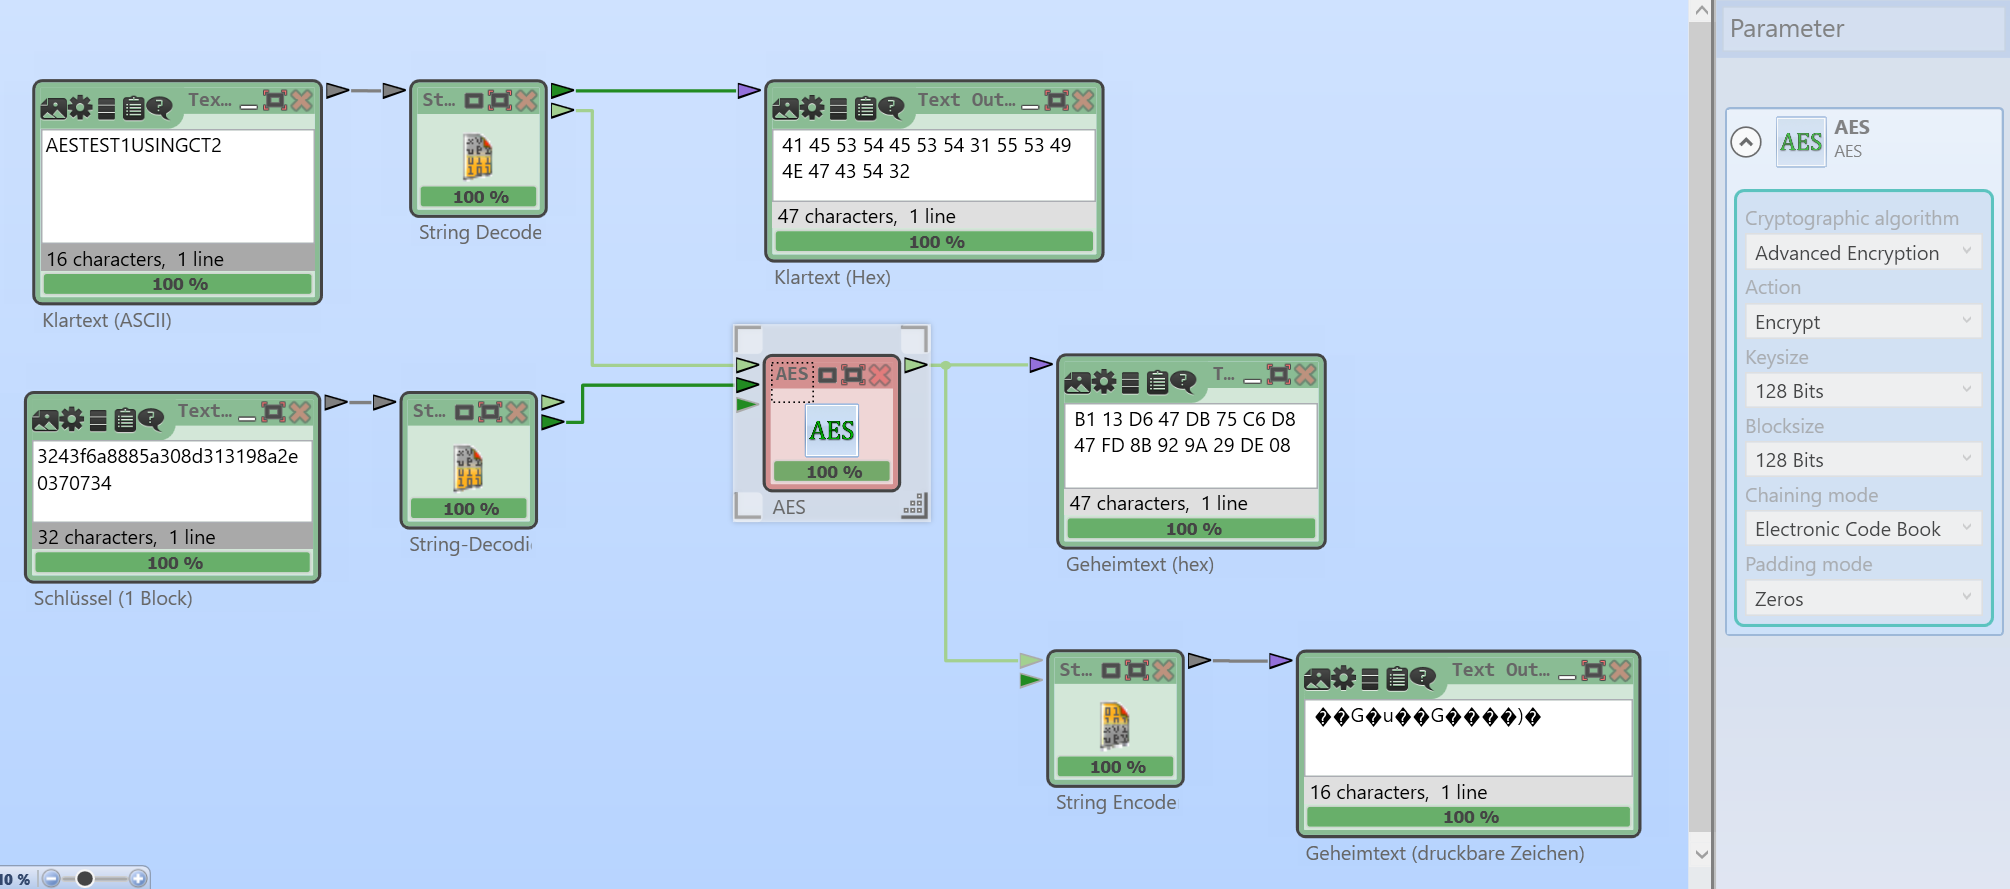 Tex...
AESTEST1USINGCT2
16 characters, 1 line
100 %
Klartext (ASCII)
St...
100 %
String Decode
Text Out...
41 45 53 54 45 53 54 31 55 53 49
4E 47 43 54 32
47 characters, 1 line
100 %
Klartext (Hex)
Text...
3243f6a8885a308d313198a2e
0370734
32 characters, 1 line
100 %
Schlüssel (1 Block)
St...
100 %
String-Decodi
AES
AES
100 %
AES
T...
B1 13 D6 47 DB 75 C6 D8
47 FD 8B 92 9A 29 DE 08
47 characters, 1 line
100 %
Geheimtext (hex)
St...
100 %
String Encode
Text Out...
��G�u��G����)�
16 characters, 1 line
100 %
Geheimtext (druckbare Zeichen)
Parameter
AES
AES
AES
Cryptographic algorithm
Advanced Encryption
Action
Encrypt
Keysize
128 Bits
Blocksize
128 Bits
Chaining mode
Electronic Code Book
Padding mode
Zeros